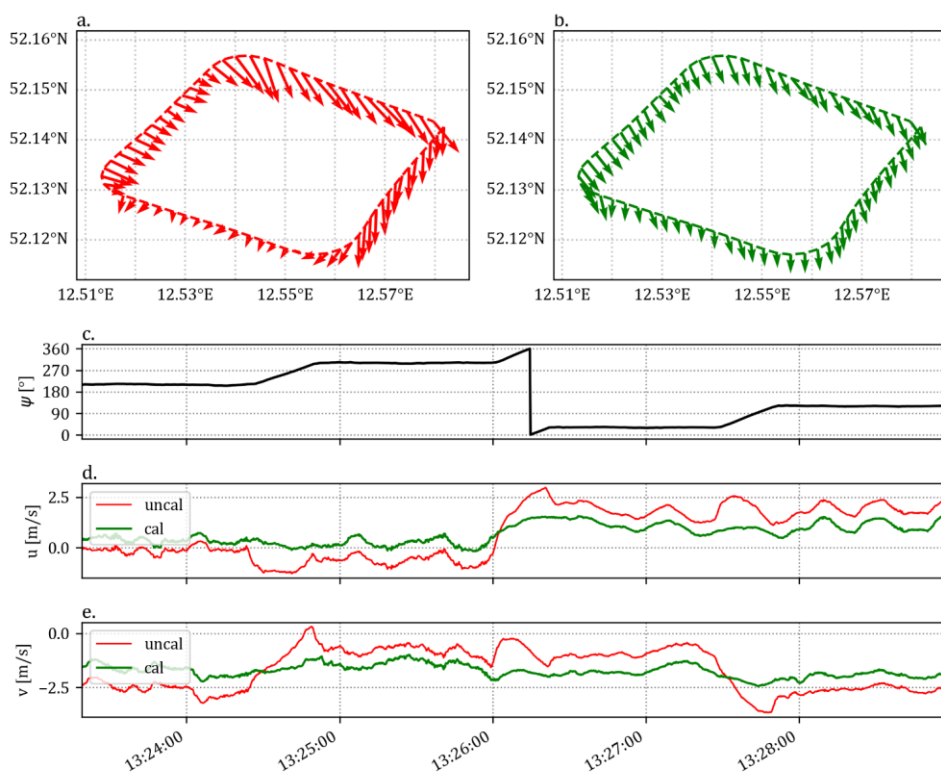 a.
52.16°N
52.15°N
52.14°N
52.13°N
52.12°N
12.51°E 12.53°E 12.55°E 12.57°E
b.
52.16°N
52.15°N
52.14°N
52.13°N
52.12°N
12.51°E 12.53°E 12.55°E 12.57°E
c.
ψ [°]
360
270
180
90
0
d.
u [m/s]
2.5
0.0
uncal
cal
e.
v [m/s]
0.0
−2.5
uncal
cal
13:24:00 13:25:00 13:26:00 13:27:00 13:28:00